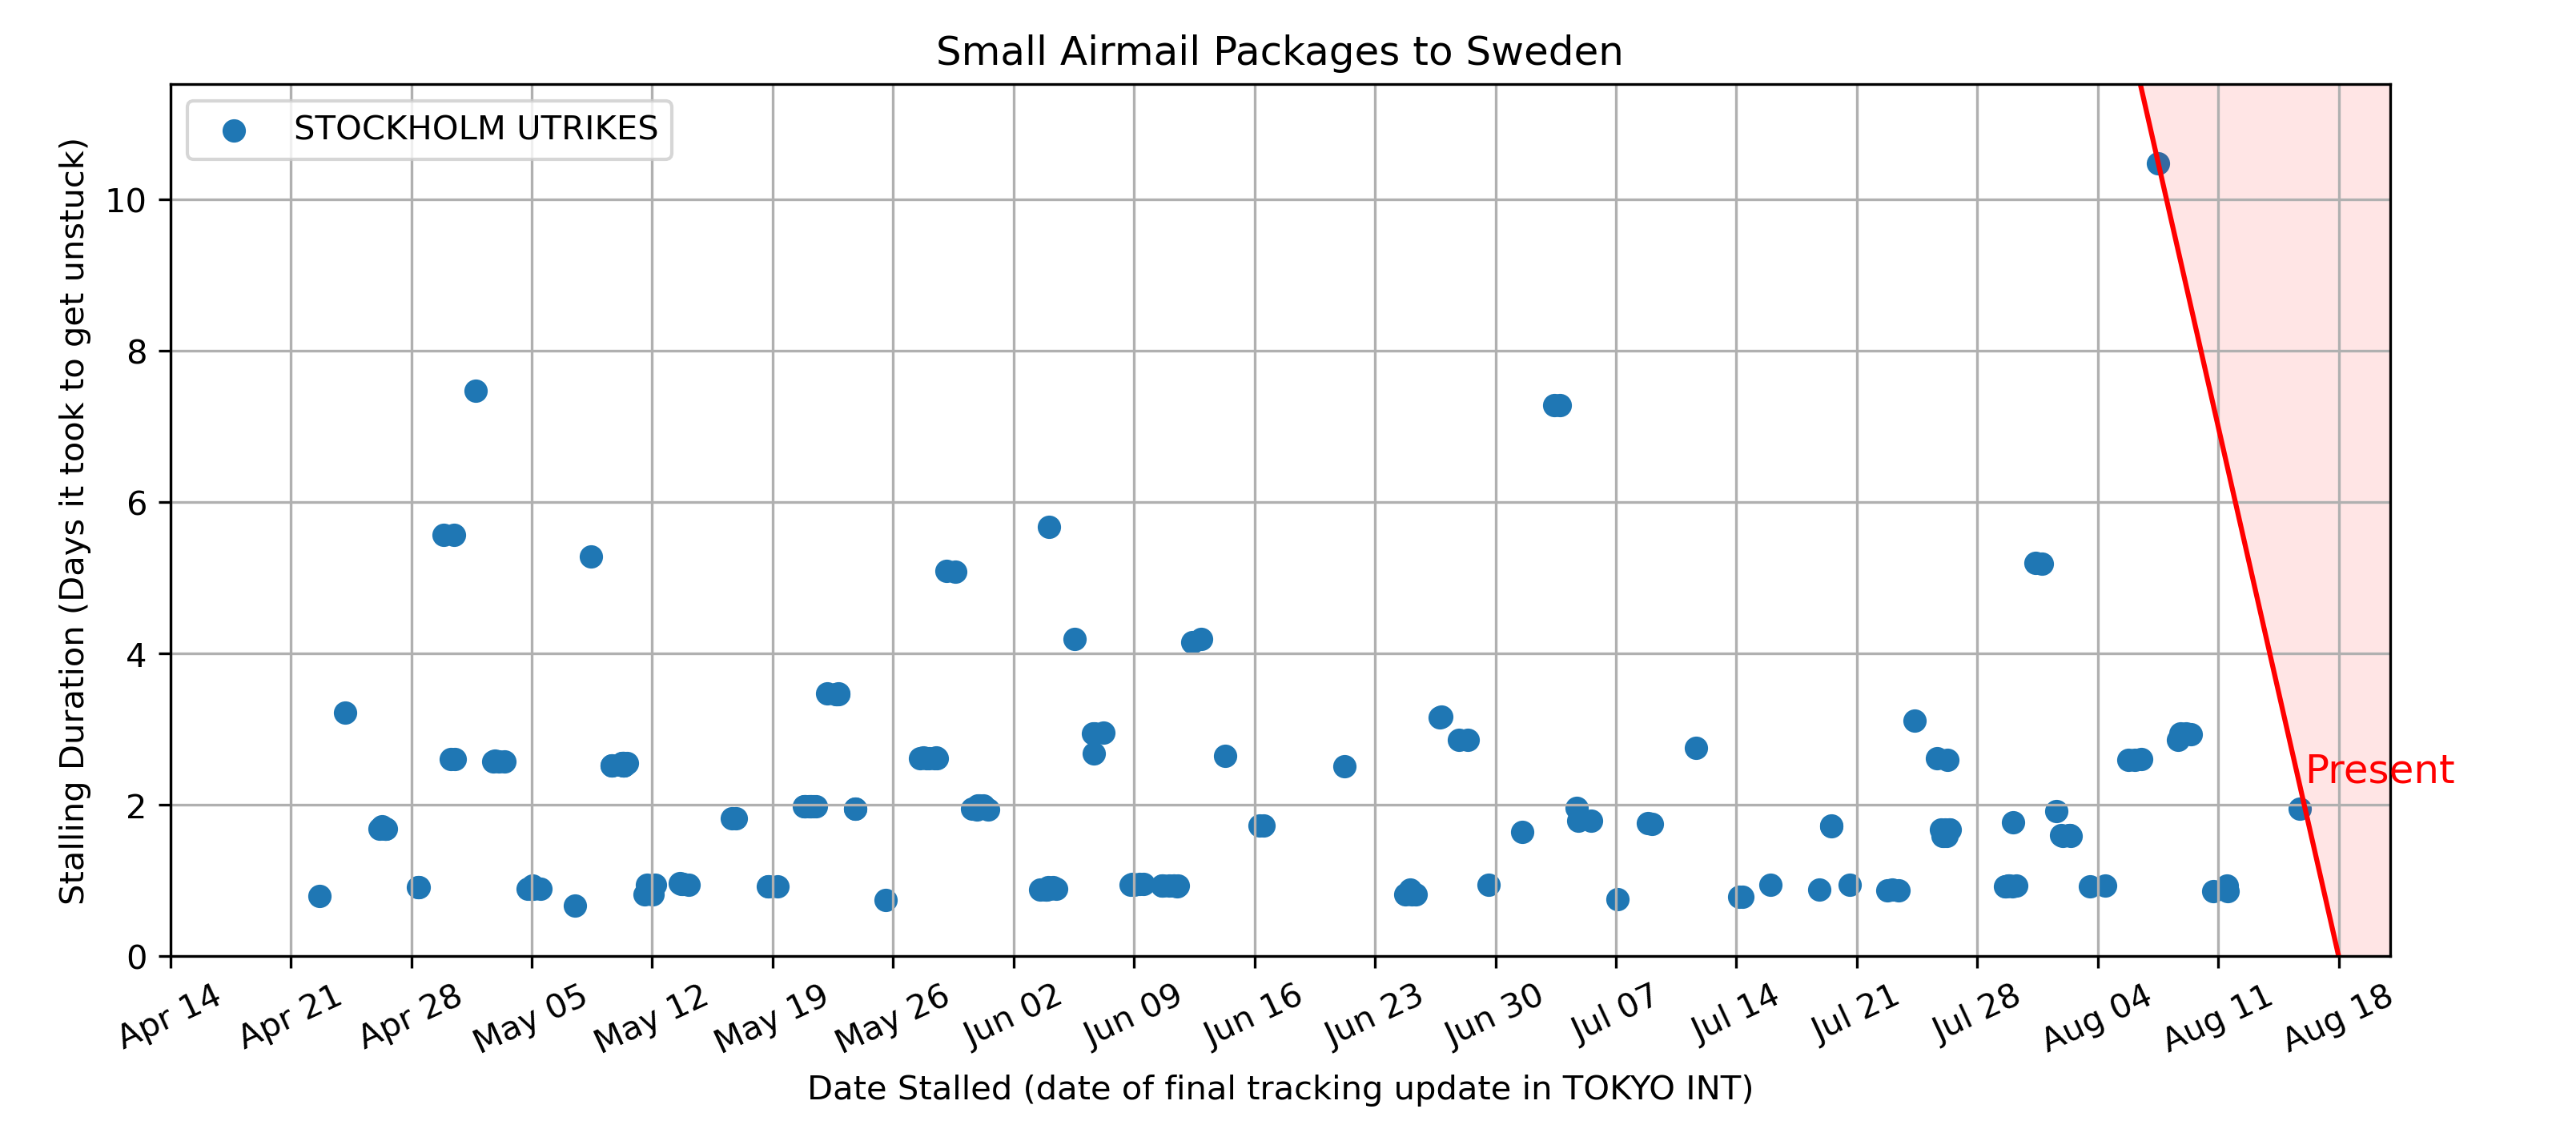 Small Airmail Packages to Sweden
STOCKHOLM UTRIKES
Stalling Duration (Days it took to get unstuck)
10
8
6
4
2
0
Present
Apr 14
Apr 21
Apr 28
May 05
May 12
May 19
May 26
Jun 02
Jun 09
Jun 16
Jun 23
Jun 30
Jul 07
Jul 14
Jul 21
Jul 28
Aug 04
Aug 11
Aug 18
Date Stalled (date of final tracking update in TOKYO INT)